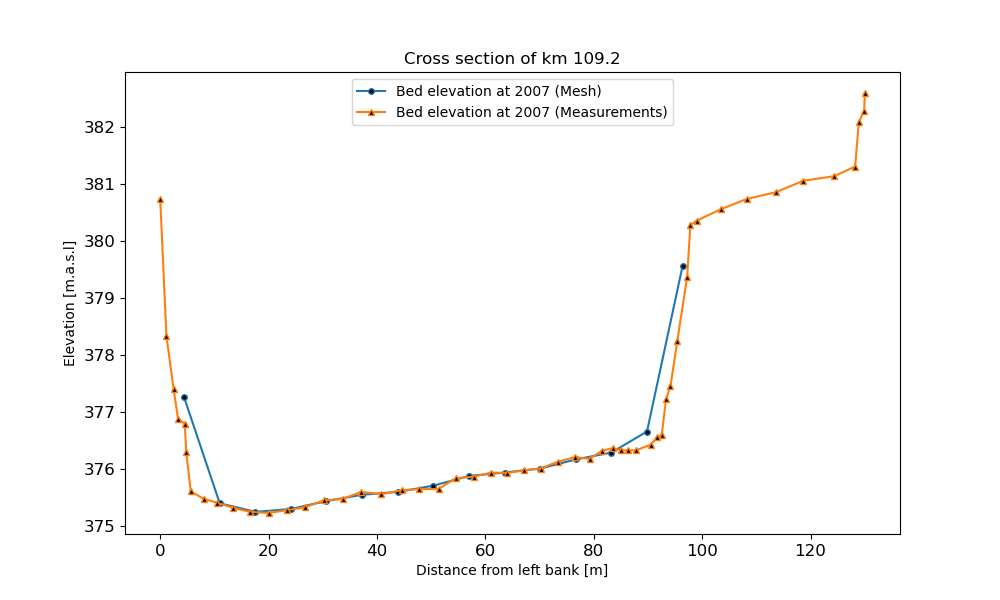 Cross section of km 109.2
Bed elevation at 2007 (Mesh)
Bed elevation at 2007 (Measurements)
382
381
380
379
378
377
376
375
Elevation [m.a.s.l]
0 20 40 60 80 100 120
Distance from left bank [m]